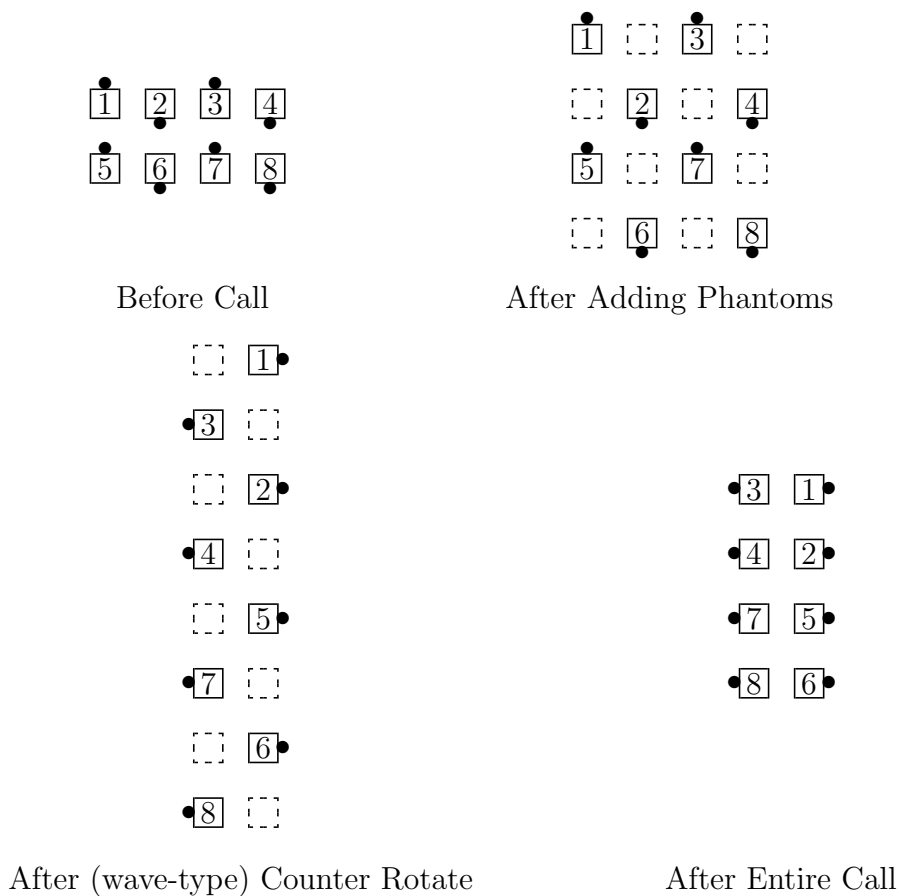 1 3
1 2 3 4
2 4
5 6 7 8
5 7
6 8
Before Call
After Adding Phantoms
1
3
2
3 1
4
4 2
5
7 5
7
8 6
6
8
After (wave-type) Counter Rotate
After Entire Call